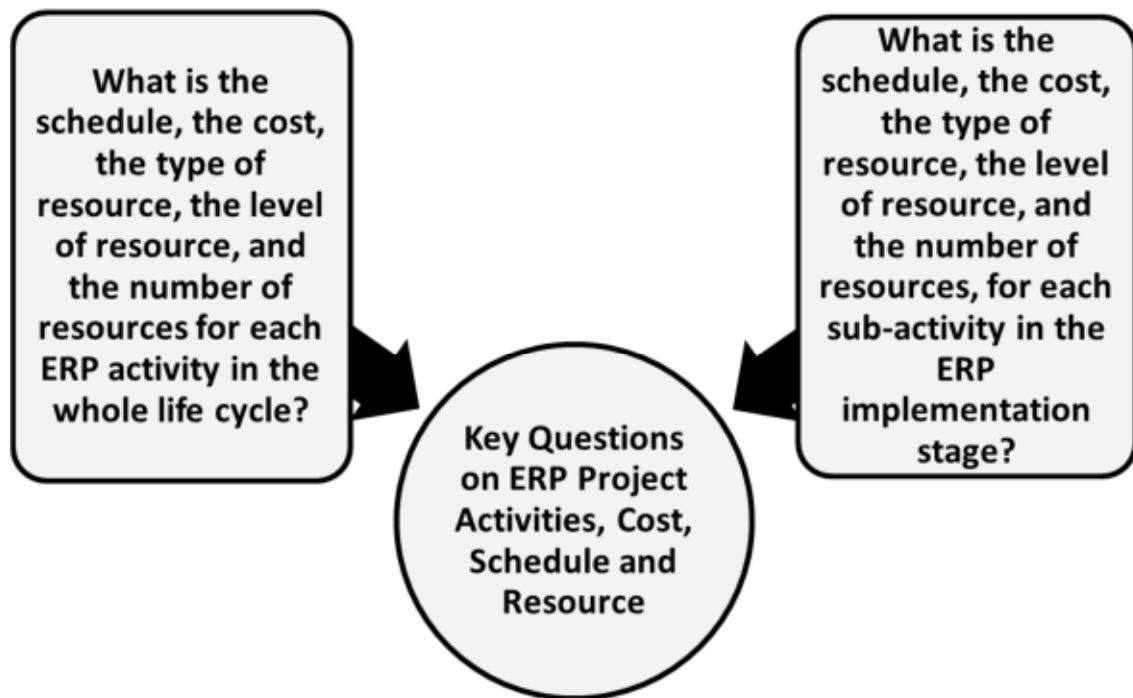 What is the
schedule, the cost,
the type of
resource, the level
of resource, and
the number of
resources for each
ERP activity in the
whole life cycle?
What is the
schedule, the cost,
the type of
resource, the level
of resource, and
the number of
resources, for each
sub-activity in the
ERP
implementation
stage?
Key Questions
on ERP Project
Activities, Cost,
Schedule and
Resource